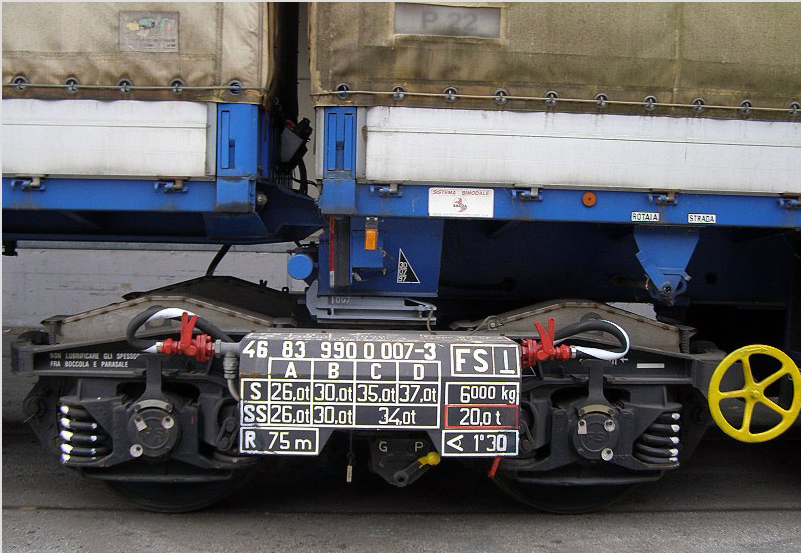 P 22
SISTEMA BIMODALE
ROTAIA STRADA
NON LUBRIFICARE GLI SPESSO
FRA BOCCOLA E PARASALE
46 83 990 0 007-3
FS
A B C D
S 26,0t 30,0t 35,0t 37,0t
SS 26,0t 30,0t 34,0t
R 75m
6000 kg
20,0 t
1°30
G P